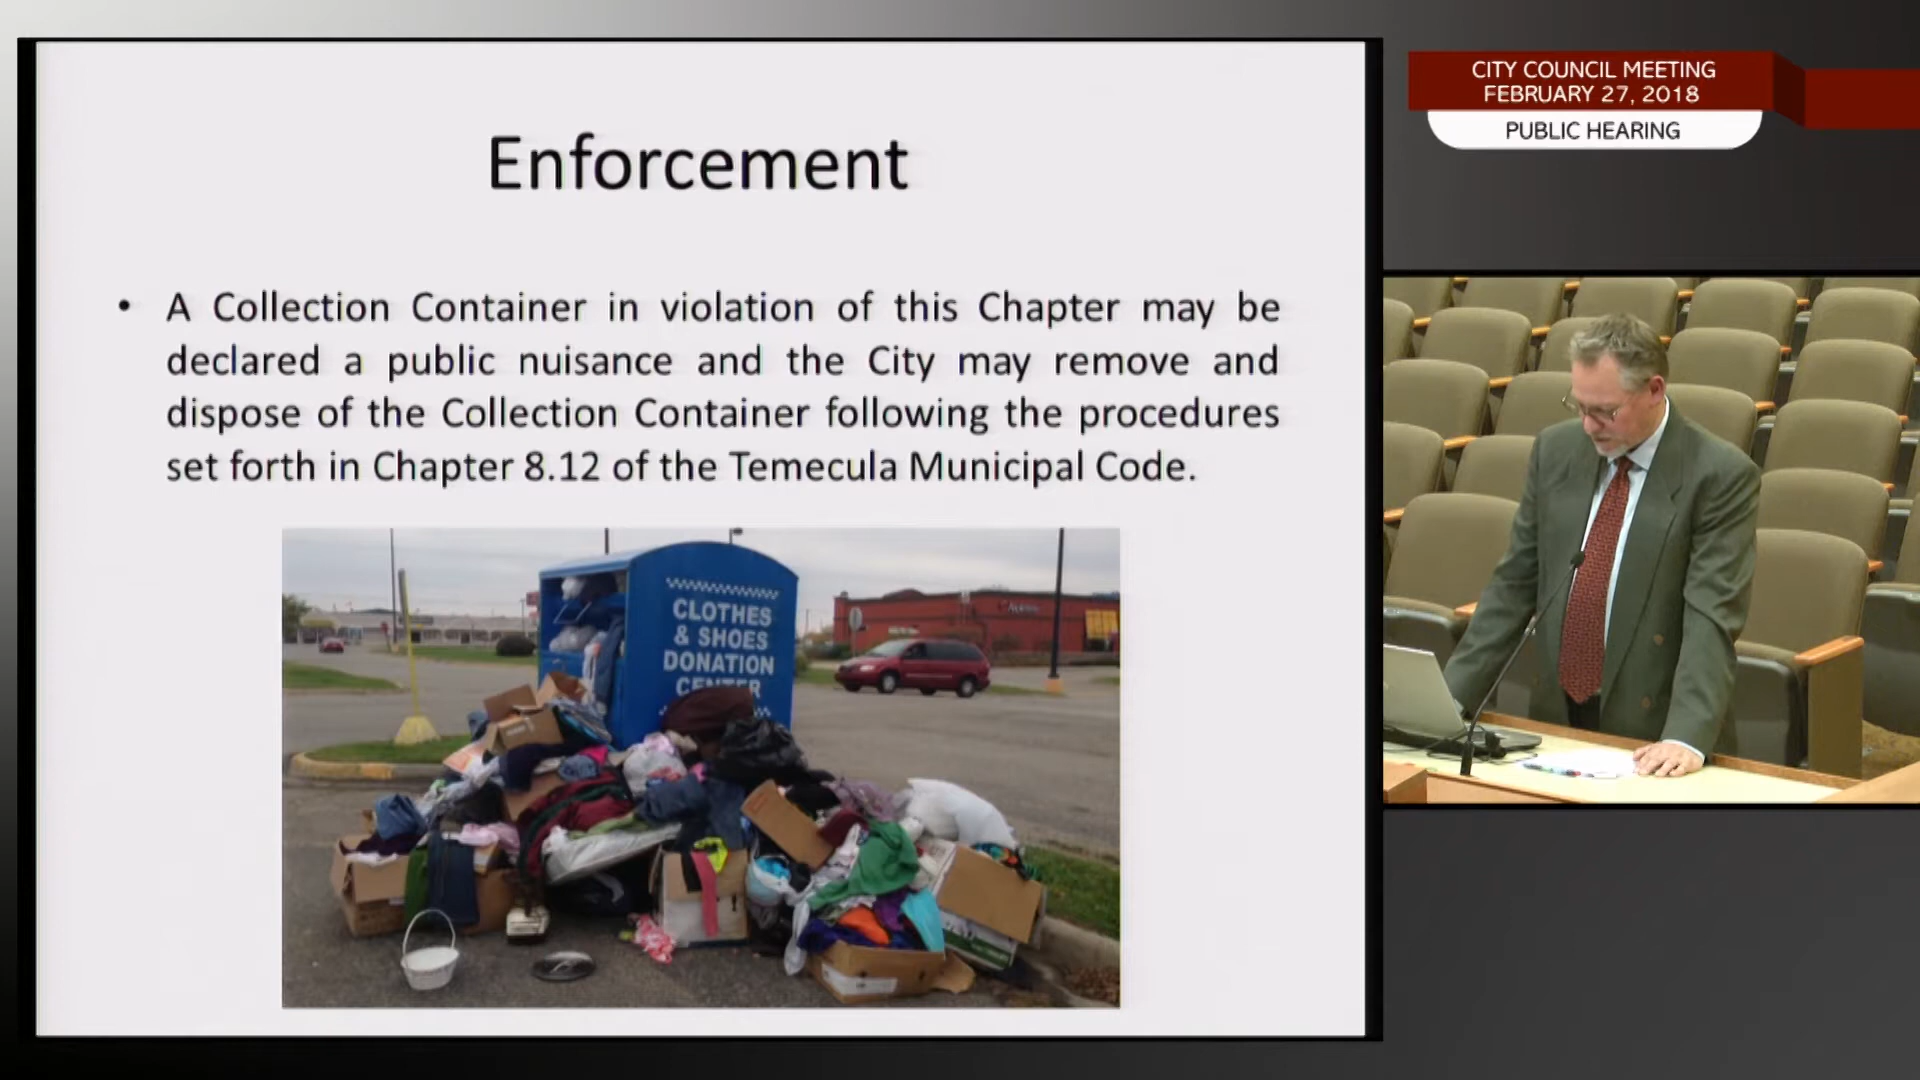 CITY COUNCIL MEETING
FEBRUARY 27, 2018
PUBLIC HEARING
Enforcement
• A Collection Container in violation of this Chapter may be
declared a public nuisance and the City may remove and
dispose of the Collection Container following the procedures
set forth in Chapter 8.12 of the Temecula Municipal Code.
CLOTHES
& SHOES
DONATION
CENTER